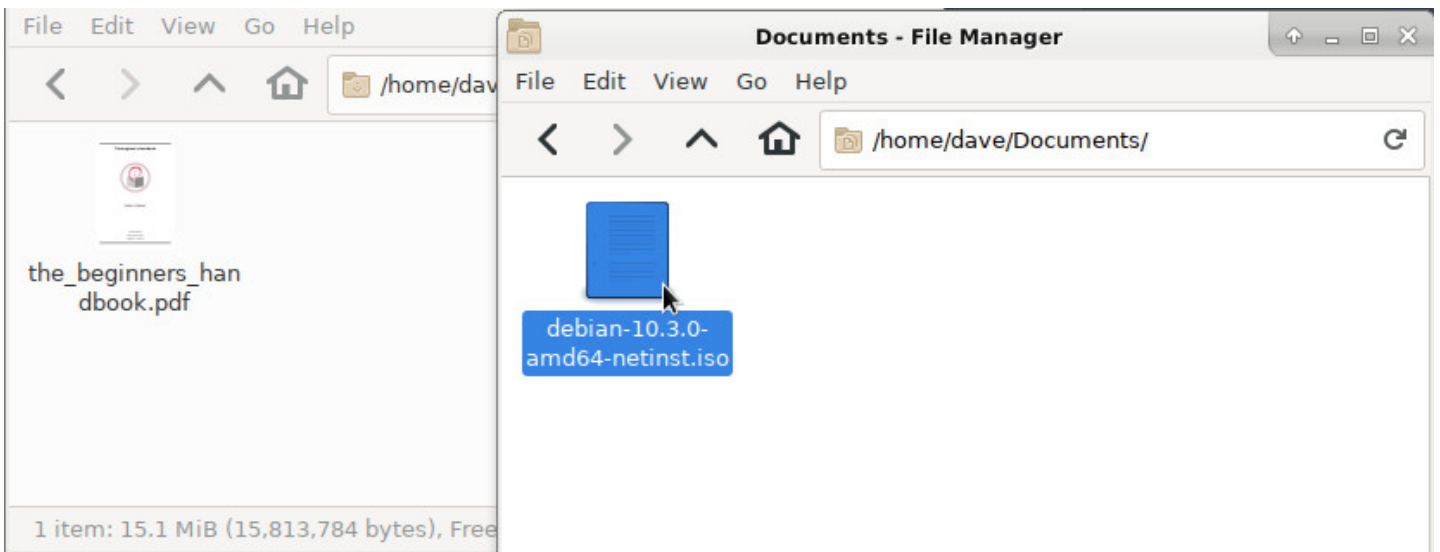 File Edit View Go Help
/home/dav
the_beginners_han
dbook.pdf
1 item: 15.1 MiB (15,813,784 bytes), Free
Documents - File Manager
File Edit View Go Help
/home/dave/Documents/
debian-10.3.0-
amd64-netinst.iso